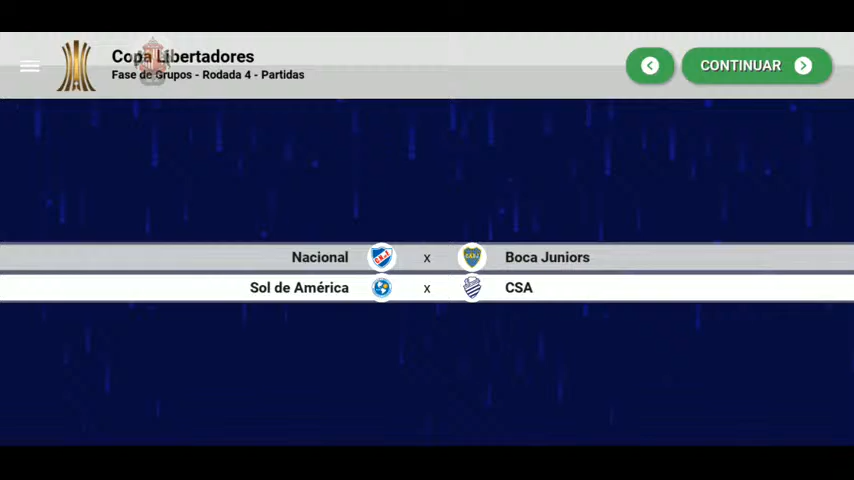 Copa Libertadores
Fase de Grupos - Rodada 4 - Partidas
CONTINUAR
Nacional x Boca Juniors
Sol de América x CSA